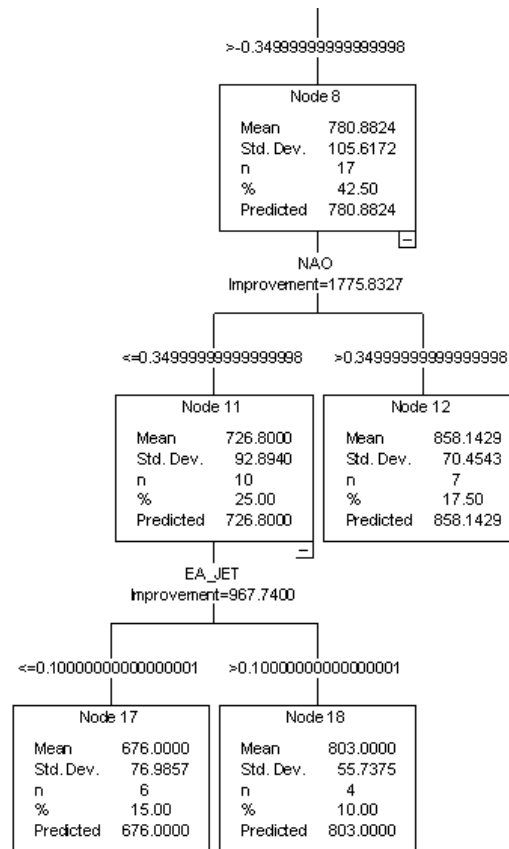 >-0.34999999999999998
Node 8
Mean 780.8824
Std. Dev. 105.6172
n 17
% 42.50
Predicted 780.8824
NAO
Improvement=1775.8327
<=0.34999999999999998 >0.34999999999999998
Node 11 Node 12
Mean 726.8000 Mean 858.1429
Std. Dev. 92.8940 Std. Dev. 70.4543
n 10 n 7
% 25.00 % 17.50
Predicted 726.8000 Predicted 858.1429
EA_JET
Improvement=967.7400
<=0.10000000000000001 >0.10000000000000001
Node 17 Node 18
Mean 676.0000 Mean 803.0000
Std. Dev. 76.9857 Std. Dev. 55.7375
n 6 n 4
% 15.00 % 10.00
Predicted 676.0000 Predicted 803.0000